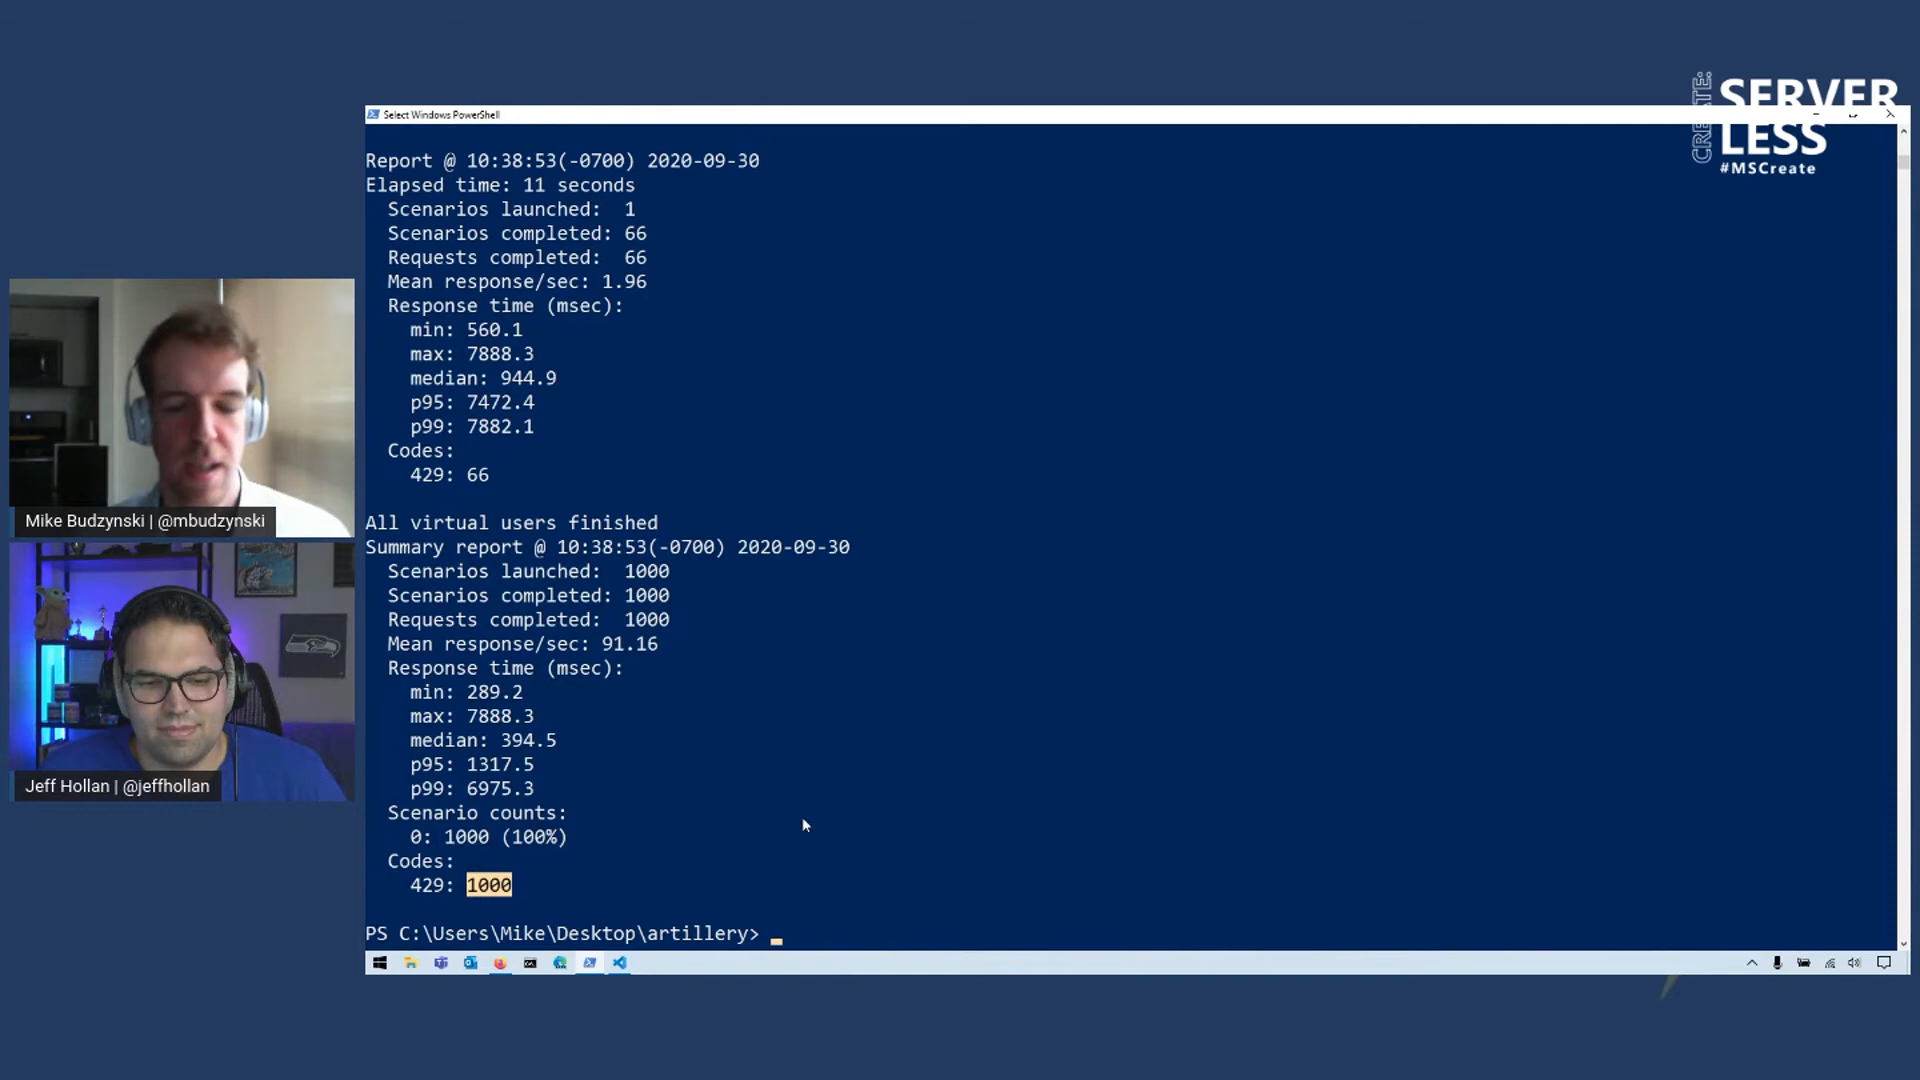 CREATE:
SERVER
LESS
#MSCreate
Select Windows PowerShell
Report @ 10:38:53(-0700) 2020-09-30
Elapsed time: 11 seconds
Scenarios launched:  1
Scenarios completed: 66
Requests completed:  66
Mean response/sec: 1.96
Response time (msec):
min: 560.1
max: 7888.3
median: 944.9
p95: 7472.4
p99: 7882.1
Codes:
429: 66
All virtual users finished
Summary report @ 10:38:53(-0700) 2020-09-30
Scenarios launched:  1000
Scenarios completed: 1000
Requests completed:  1000
Mean response/sec: 91.16
Response time (msec):
min: 289.2
max: 7888.3
median: 394.5
p95: 1317.5
p99: 6975.3
Scenario counts:
0: 1000 (100%)
Codes:
429: 1000
PS C:\Users\Mike\Desktop\artillery>
Mike Budzynski | @mbudzynski
Jeff Hollan | @jeffhollan